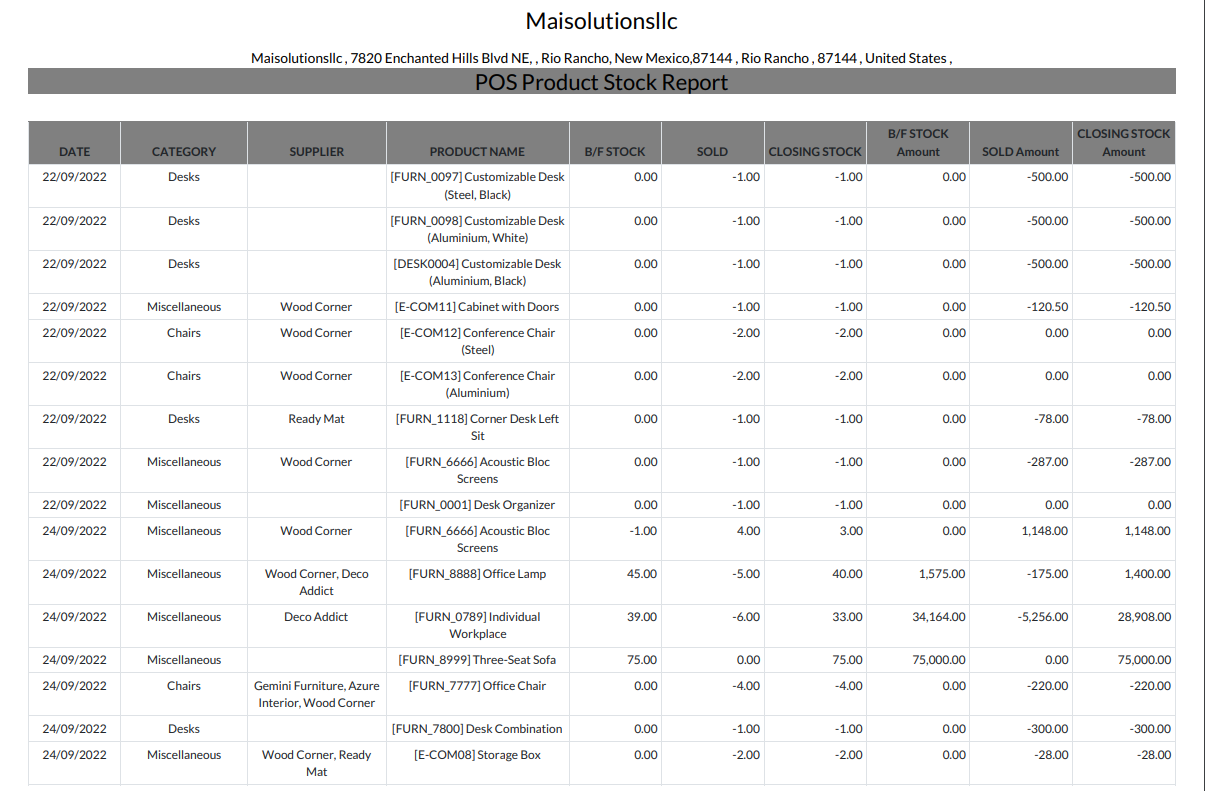 Maisolutionsllc
Maisolutionsllc , 7820 Enchanted Hills Blvd NE, , Rio Rancho, New Mexico,87144 , Rio Rancho , 87144 , United States ,
POS Product Stock Report
DATE CATEGORY SUPPLIER PRODUCT NAME B/F STOCK SOLD CLOSING STOCK B/F STOCK Amount SOLD Amount CLOSING STOCK Amount
22/09/2022 Desks [FURN_0097] Customizable Desk 0.00 -1.00 -1.00 0.00 -500.00 -500.00
(Steel, Black)
22/09/2022 Desks [FURN_0098] Customizable Desk 0.00 -1.00 -1.00 0.00 -500.00 -500.00
(Aluminium, White)
22/09/2022 Desks [DESK0004] Customizable Desk 0.00 -1.00 -1.00 0.00 -500.00 -500.00
(Aluminium, Black)
22/09/2022 Miscellaneous Wood Corner [E-COM11] Cabinet with Doors 0.00 -1.00 -1.00 0.00 -120.50 -120.50
22/09/2022 Chairs Wood Corner [E-COM12] Conference Chair 0.00 -2.00 -2.00 0.00 0.00 0.00
(Steel)
22/09/2022 Chairs Wood Corner [E-COM13] Conference Chair 0.00 -2.00 -2.00 0.00 0.00 0.00
(Aluminium)
22/09/2022 Desks Ready Mat [FURN_1118] Corner Desk Left 0.00 -1.00 -1.00 0.00 -78.00 -78.00
Sit
22/09/2022 Miscellaneous Wood Corner [FURN_6666] Acoustic Bloc 0.00 -1.00 -1.00 0.00 -287.00 -287.00
Screens
22/09/2022 Miscellaneous [FURN_0001] Desk Organizer 0.00 -1.00 -1.00 0.00 0.00 0.00
24/09/2022 Miscellaneous Wood Corner [FURN_6666] Acoustic Bloc -1.00 4.00 3.00 0.00 1,148.00 1,148.00
Screens
24/09/2022 Miscellaneous Wood Corner, Deco [FURN_8888] Office Lamp 45.00 -5.00 40.00 1,575.00 -175.00 1,400.00
Addict
24/09/2022 Miscellaneous Deco Addict [FURN_0789] Individual 39.00 -6.00 33.00 34,164.00 -5,256.00 28,908.00
Workplace
24/09/2022 Miscellaneous [FURN_8999] Three-Seat Sofa 75.00 0.00 75.00 75,000.00 0.00 75,000.00
24/09/2022 Chairs Gemini Furniture, Azure [FURN_7777] Office Chair 0.00 -4.00 -4.00 0.00 -220.00 -220.00
Interior, Wood Corner
24/09/2022 Desks [FURN_7800] Desk Combination 0.00 -1.00 -1.00 0.00 -300.00 -300.00
24/09/2022 Miscellaneous Wood Corner, Ready [E-COM08] Storage Box 0.00 -2.00 -2.00 0.00 -28.00 -28.00
Mat